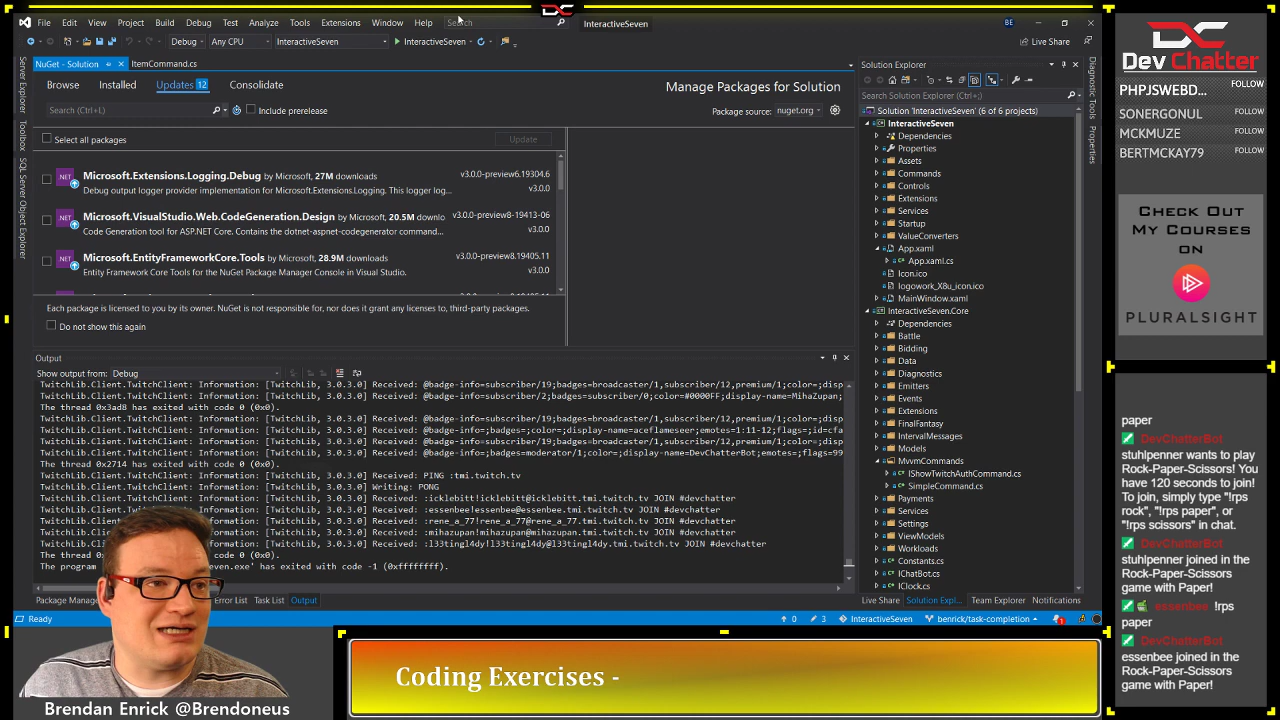 File Edit View Project Build Debug Test Analyze Tools Extensions Window Help Search InteractiveSeven BE
Debug Any CPU InteractiveSeven InteractiveSeven Live Share
NuGet - Solution ItemCommand.cs
Browse Installed Updates 12 Consolidate Manage Packages for Solution
Search (Ctrl+L) Include prerelease Package source: nuget.org
Select all packages Update
.NET Microsoft.Extensions.Logging.Debug by Microsoft, 27M downloads v3.0.0-preview6.19304.6
Debug output logger provider implementation for Microsoft.Extensions.Logging. This logger log... v3.0.0
.NET Microsoft.VisualStudio.Web.CodeGeneration.Design by Microsoft, 20.5M downlo v3.0.0-preview8-19413-06
Code Generation tool for ASP.NET Core. Contains the dotnet-aspnet-codegenerator command... v3.0.0
.NET Microsoft.EntityFrameworkCore.Tools by Microsoft, 28.9M downloads
Entity Framework Core Tools for the NuGet Package Manager Console in Visual Studio. v3.0.0
Each package is licensed to you by its owner. NuGet is not responsible for, nor does it grant any licenses to, third-party packages.
Do not show this again
Output
Show output from: Debug
TwitchLib.Client.TwitchClient: Information: [TwitchLib, 3.0.3.0] Received: @badge-info=subscriber/19;badges=broadcaster/1,subscriber/12,premium/1;color=;disp
TwitchLib.Client.TwitchClient: Information: [TwitchLib, 3.0.3.0] Received: @badge-info=subscriber/2;badges=subscriber/0;color=#0000FF;display-name=MihaZupan;
The thread 0x3ad8 has exited with code 0 (0x0).
TwitchLib.Client.TwitchClient: Information: [TwitchLib, 3.0.3.0] Received: @badge-info=subscriber/19;badges=broadcaster/1,subscriber/12,premium/1;color=;disp
TwitchLib.Client.TwitchClient: Information: [TwitchLib, 3.0.3.0] Received: @badge-info=;badges=;color=;display-name=aceflameseer;emotes=1:11-12;flags=;id=cfa
TwitchLib.Client.TwitchClient: Information: [TwitchLib, 3.0.3.0] Received: @badge-info=;badges=moderator/1;color=;display-name=DevChatterBot;emotes=;flags=99
The thread 0x2714 has exited with code 0 (0x0).
TwitchLib.Client.TwitchClient: Information: [TwitchLib, 3.0.3.0] Received: PING :tmi.twitch.tv
TwitchLib.Client.TwitchClient: Information: [TwitchLib, 3.0.3.0] Writing: PONG
TwitchLib.Client.TwitchClient: Information: [TwitchLib, 3.0.3.0] Received: :icklebitt!icklebitt@icklebitt.tmi.twitch.tv JOIN #devchatter
TwitchLib.Client.TwitchClient: Information: [TwitchLib, 3.0.3.0] Received: :essenbee!essenbee@essenbee.tmi.twitch.tv JOIN #devchatter
TwitchLib.Client.TwitchClient: Information: [TwitchLib, 3.0.3.0] Received: :rene_a_77!rene_a_77@rene_a_77.tmi.twitch.tv JOIN #devchatter
TwitchLib.Client.TwitchClient: Information: [TwitchLib, 3.0.3.0] Received: :mihazupan!mihazupan@mihazupan.tmi.twitch.tv JOIN #devchatter
TwitchLib.Client.TwitchClient: Information: [TwitchLib, 3.0.3.0] Received: :l33tingl4dy!l33tingl4dy@l33tingl4dy.tmi.twitch.tv JOIN #devchatter
The thread has exited with code 0 (0x0).
The program even.exe' has exited with code -1 (0xffffffff).
Package Man Error List Task List Output
Ready 0 3 InteractiveSeven benrick/task-completion 1
Server Explorer
Toolbox
SQL Server Object Explorer
Solution Explorer
Search Solution Explorer (Ctrl+;)
Solution 'InteractiveSeven' (6 of 6 projects)
InteractiveSeven
Dependencies
Properties
Assets
Commands
Controls
Extensions
Services
Startup
ValueConverters
App.xaml
App.xaml.cs
Icon.ico
logowork_X8u_icon.ico
MainWindow.xaml
InteractiveSeven.Core
Dependencies
Battle
Bidding
Data
Diagnostics
Emitters
Events
Extensions
FinalFantasy
IntervalMessages
Models
MvvmCommands
IShowTwitchAuthCommand.cs
SimpleCommand.cs
Payments
Services
Settings
ViewModels
Workloads
Constants.cs
IChatBot.cs
IClock.cs
Live Share Solution Expl... Team Explorer Notifications
Diagnostic Tools
Properties
DC
Dev Chatter
PHPJSWEBD... FOLLOW
SONERGONUL FOLLOW
MCKMUZE FOLLOW
BERTMCKAY79 FOLLOW
CHECK OUT
MY COURSES
ON
PLURALSIGHT
paper
DevChatterBot
stuhlpenner wants to play
Rock-Paper-Scissors! You
have 120 seconds to join!
To join, simply type "!rps
rock", "!rps paper", or
"!rps scissors" in chat.
DevChatterBot
stuhlpenner joined in the
Rock-Paper-Scissors
game with Paper!
essenbee !rps
paper
DevChatterBot
essenbee joined in the
Rock-Paper-Scissors
game with Paper!
Coding Exercises -
Brendan Enrick @Brendoneus